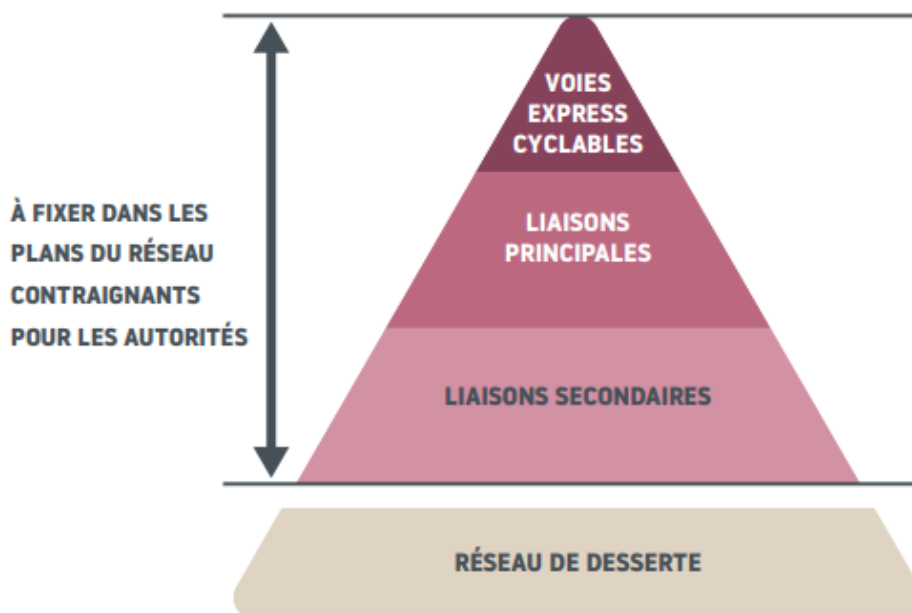 VOIES
EXPRESS
CYCLABLES
À FIXER DANS LES
PLANS DU RÉSEAU
CONTRAIGNANTS
POUR LES AUTORITÉS
LIAISONS
PRINCIPALES
LIAISONS SECONDAIRES
RÉSEAU DE DESSERTE